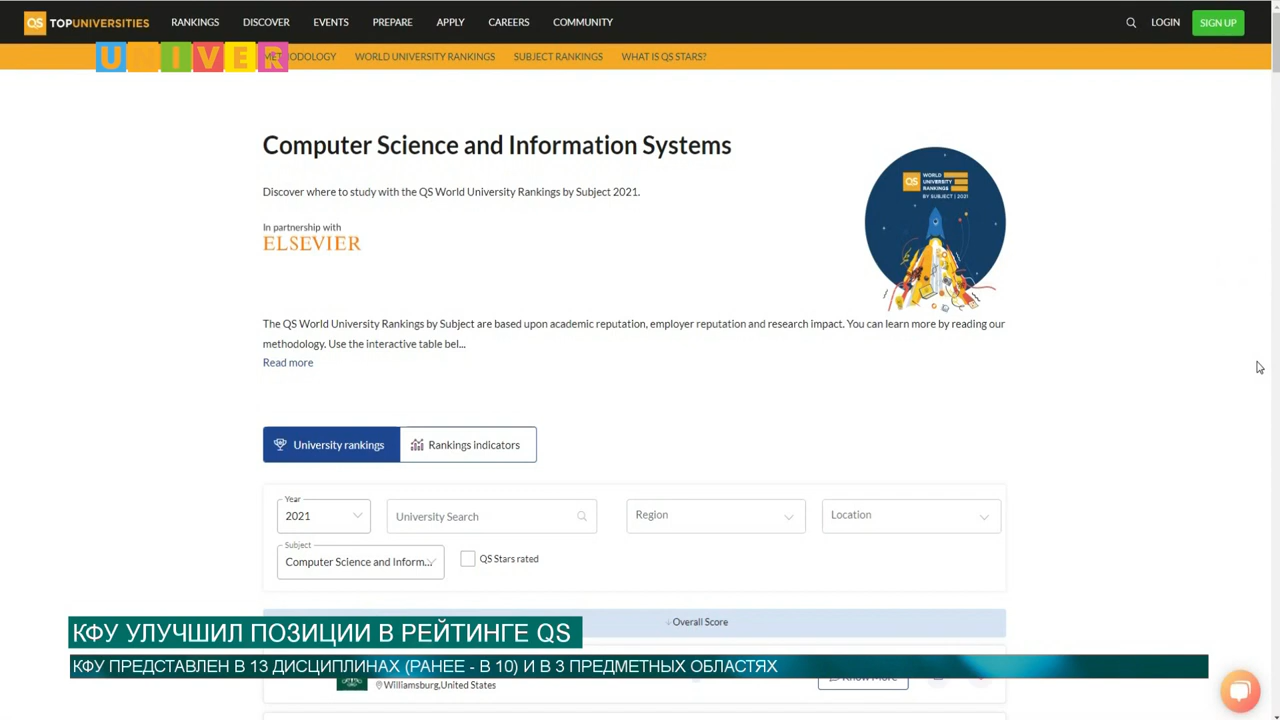 QS TOPUNIVERSITIES RANKINGS DISCOVER EVENTS PREPARE APPLY CAREERS COMMUNITY LOGIN SIGN UP
UNIVER
WORLD UNIVERSITY RANKINGS SUBJECT RANKINGS WHAT IS QS STARS?
Computer Science and Information Systems
Discover where to study with the QS World University Rankings by Subject 2021.
QS WORLD UNIVERSITY RANKINGS
BY SUBJECT | 2021
In partnership with
ELSEVIER
The QS World University Rankings by Subject are based upon academic reputation, employer reputation and research impact. You can learn more by reading our
methodology. Use the interactive table bel...
Read more
University rankings Rankings indicators
Year
2021 University Search Region Location
Subject
Computer Science and Inform... QS Stars rated
Overall Score
КФУ УЛУЧШИЛ ПОЗИЦИИ В РЕЙТИНГЕ QS
КФУ ПРЕДСТАВЛЕН В 13 ДИСЦИПЛИНАХ (РАНЕЕ - В 10) И В 3 ПРЕДМЕТНЫХ ОБЛАСТЯХ
Williamsburg,United States